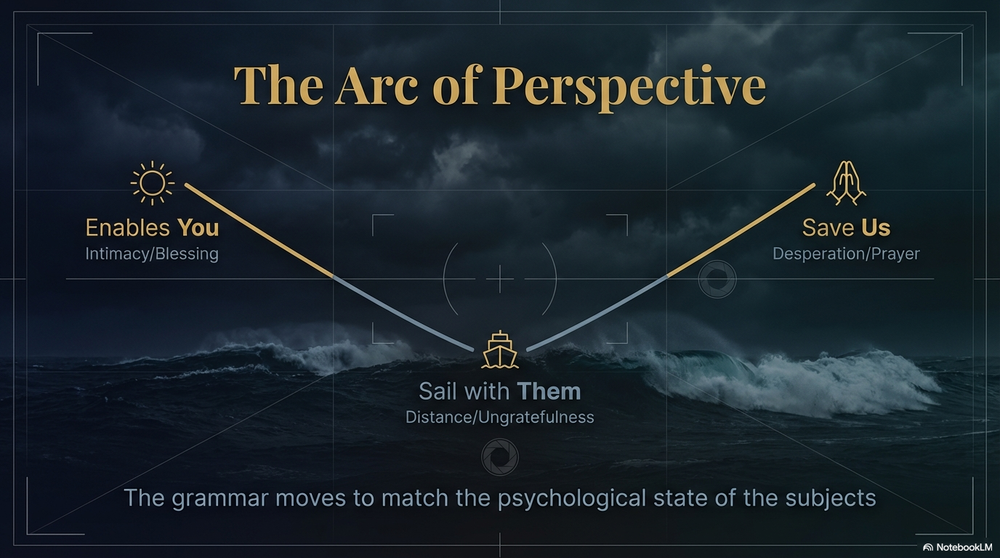 The Arc of Perspective
Enables You
Intimacy/Blessing
Save Us
Desperation/Prayer
Sail with Them
Distance/Ungratefulness
The grammar moves to match the psychological state of the subjects
NotebookLM